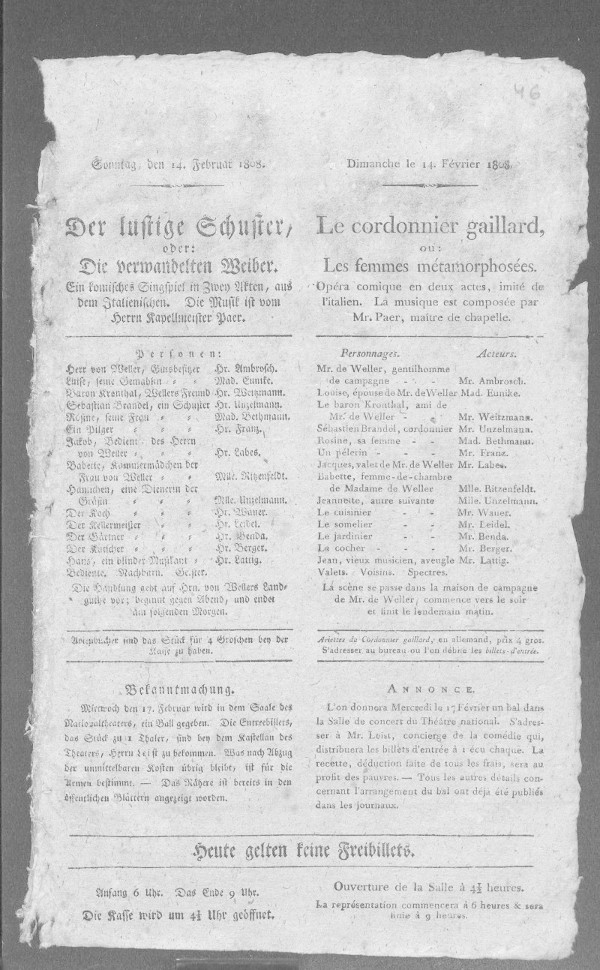 46
Sonntag, den 14. Februar 1808.
Der lustige Schuster,
oder:
Die verwandelten Weiber.
Ein komisches Singspiel in Zwey Akten, aus
dem Italienischen. Die Musik ist vom
Herrn Kapellmeister Paer.
Personen:
Herr von Weller, Gutsbesitzer Hr. Ambrosch.
Luise, seine Gemahlin Mad. Eunike.
Baron Kronthal, Wellers Freund Hr. Weitzmann.
Sebastian Brandel, ein Schuster Hr. Unzelmann.
Rosine, seine Frau Mad. Bethmann.
Ein Pilger Hr. Franz.
Jakob, Bedient. des Herrn
von Weller Hr. Labes.
Babette, Kammermädchen der
Frau von Weller Mlle. Ritzenfeldt.
Hannchen, eine Dienerin der
Gräfin Mlle. Unzelmann.
Der Koch Hr. Wauer.
Der Kellermeister Hr. Leidel.
Der Gärtner Hr. Benda.
Der Kutscher Hr. Berger.
Hans, ein blinder Musikant Hr. Lattig.
Bediente. Nachbarn. Geister.
Die Handlung geht auf Hrn. von Wellers Land-
guthe vor; beginnt gegen Abend, und endet
am folgenden Morgen.
Arienbücher und das Stück für 4 Groschen bey der
Kasse zu haben.
Bekanntmachung.
Mittwoch den 17. Februar wird in dem Saale des
Nationaltheaters, ein Ball gegeben. Die Entreebillets,
das Stück zu 1 Thaler, sind bey dem Kastellan des
Theaters, Herrn Leist zu bekommen. Was nach Abzug
der unmittelbaren Kosten übrig bleibt, ist für die
Armen bestimmt. — Das Nähere ist bereits in den
öffentlichen Blättern angezeigt worden.
Dimanche le 14. Février 1808.
Le cordonnier gaillard,
ou:
Les femmes métamorphosées.
Opéra comique en deux actes, imité de
l'italien. La musique est composée par
Mr. Paer, maître de chapelle.
Personnages. Acteurs.
Mr. de Weller, gentilhomme
de campagne - - Mr. Ambrosch.
Louise, épouse de Mr. de Weller Mad. Eunike.
Le baron Kronthal, ami de
Mr. de Weller - - Mr. Weitzmann.
Sébastien Brandel, cordonnier Mr. Unzelmann.
Rosine, sa femme - - Mad. Bethmann.
Un pélerin - - Mr. Franz.
Jacques, valet de Mr. de Weller Mr. Labes.
Babette, femme-de-chambre
de Madame de Weller Mlle. Ritzenfeldt.
Jeannette, autre suivante Mlle. Unzelmann.
Le cuisinier - - Mr. Wauer.
Le somelier - - Mr. Leidel.
Le jardinier - - Mr. Benda.
La cocher - - Mr. Berger.
Jean, vieux musicien, aveugle Mr. Lattig.
Valets. Voisins. Spectres.
La scène se passe dans la maison de campagne
de Mr. de Weller, commence vers le soir
et finit le lendemain matin.
Ariettes du Cordonnier gaillard, en allemand, prix 4 gros.
S'adresser au bureau ou l'on débite les billets-d'entrée.
ANNONCE.
L'on donnera Mercredi le 17 Février un bal dans
la Salle de concert du Théâtre national. S'adres-
ser à Mr. Leist, concierge de la comédie qui,
distribuera les billets d'entrée à 1 écu chaque. La
recette, déduction faite de tous les frais, sera au
profit des pauvres. — Tous les autres détails con-
cernant l'arrangement du bal ont déja été publiés
dans les journaux.
Heute gelten keine Freibillets.
Anfang 6 Uhr. Das Ende 9 Uhr.
Die Kasse wird um 4½ Uhr geöffnet.
Ouverture de la Salle à 4½ heures.
La représentation commencera à 6 heures & sera
finie à 9 heures.